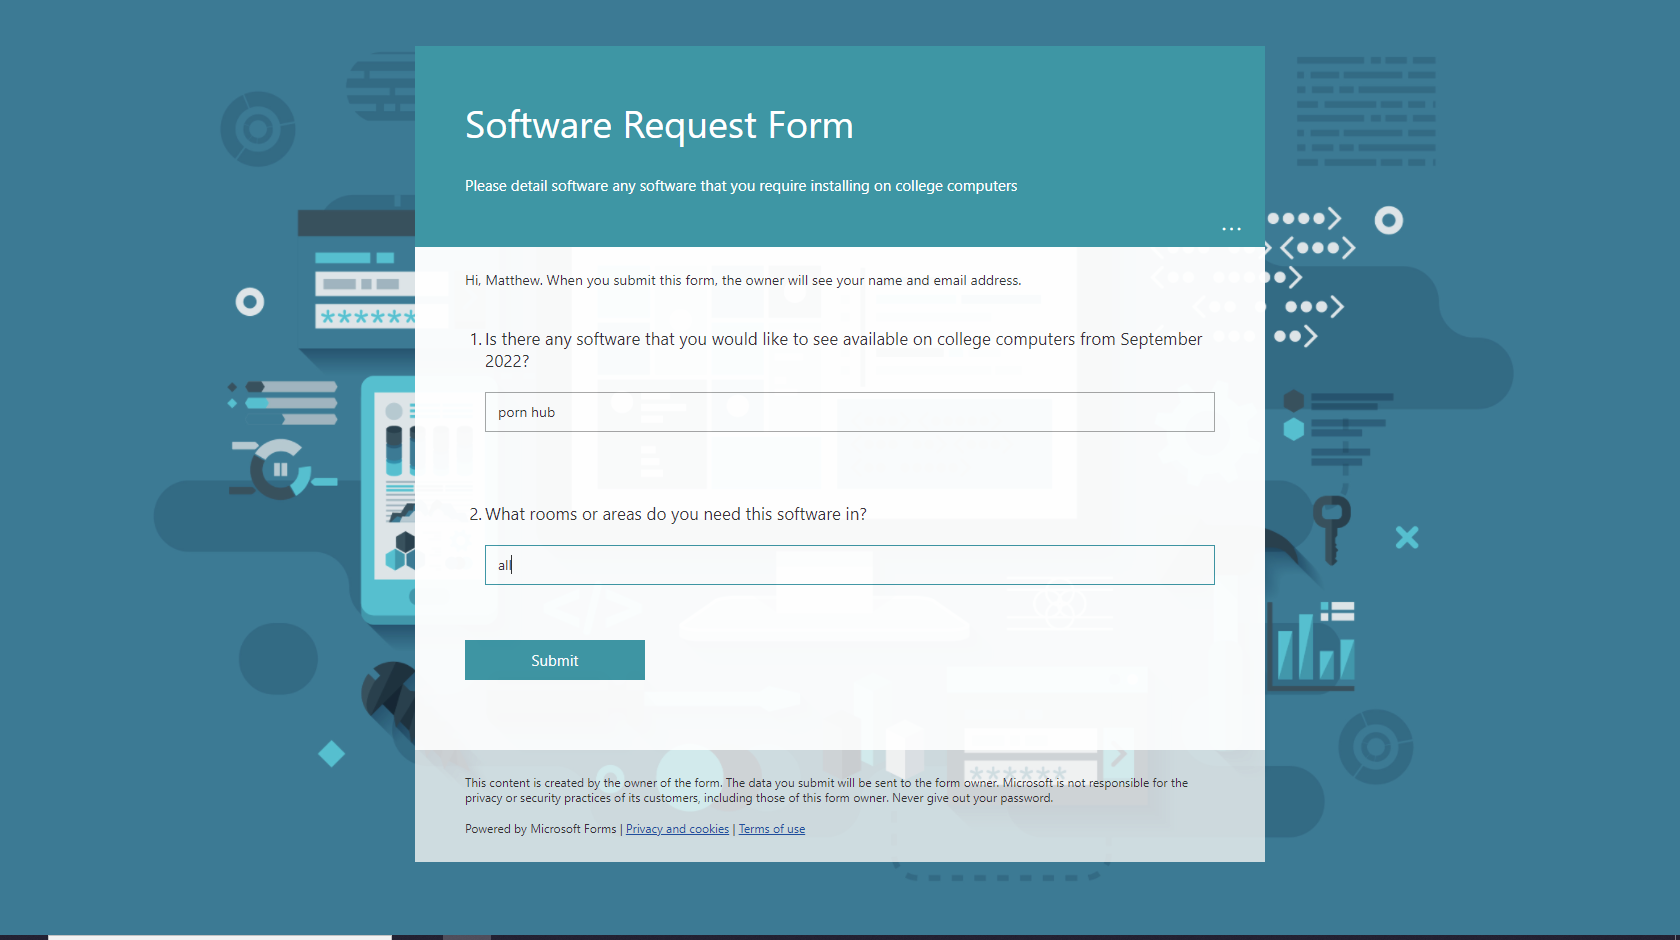 Software Request Form
Please detail software any software that you require installing on college computers
...
Hi, Matthew. When you submit this form, the owner will see your name and email address.
1. Is there any software that you would like to see available on college computers from September
2022?
porn hub
2. What rooms or areas do you need this software in?
all
Submit
This content is created by the owner of the form. The data you submit will be sent to the form owner. Microsoft is not responsible for the
privacy or security practices of its customers, including those of this form owner. Never give out your password.
Powered by Microsoft Forms | Privacy and cookies | Terms of use